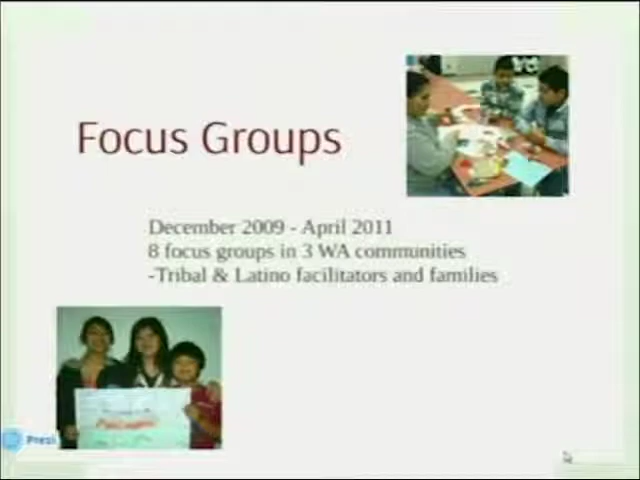 Focus Groups
December 2009 - April 2011
8 focus groups in 3 WA communities
-Tribal & Latino facilitators and families
Prezi